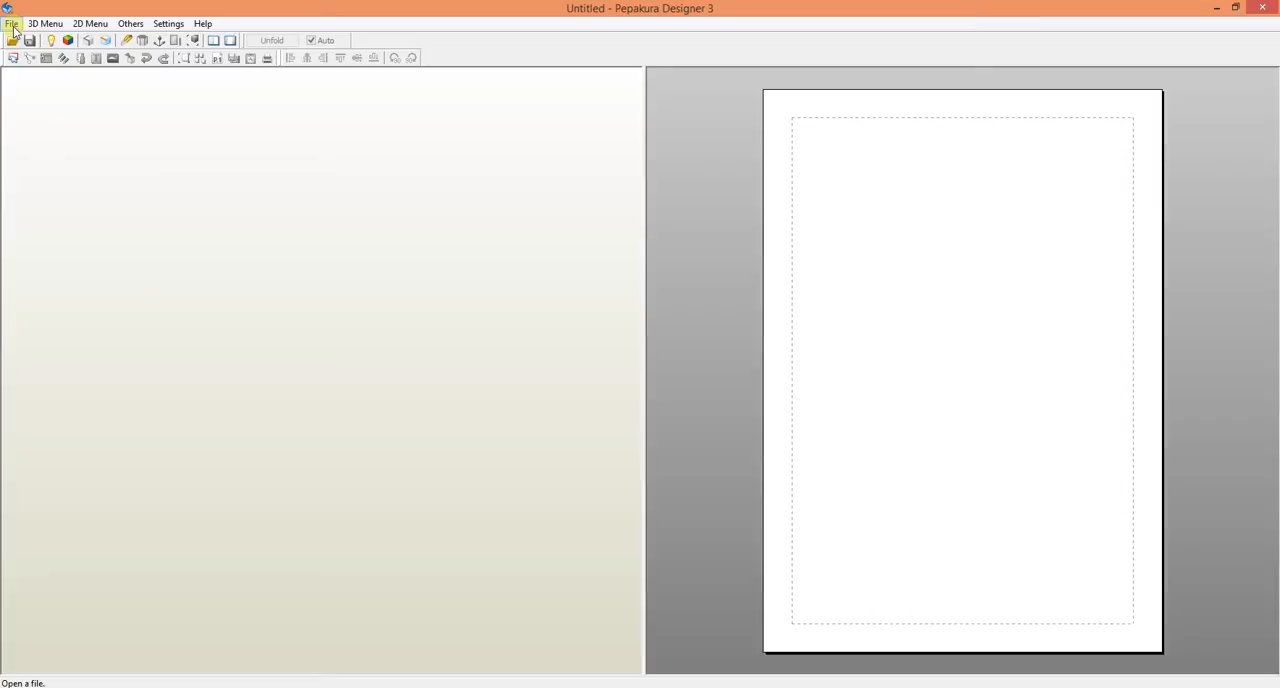 Untitled - Pepakura Designer 3
File 3D Menu 2D Menu Others Settings Help
Unfold Auto
Open a file.